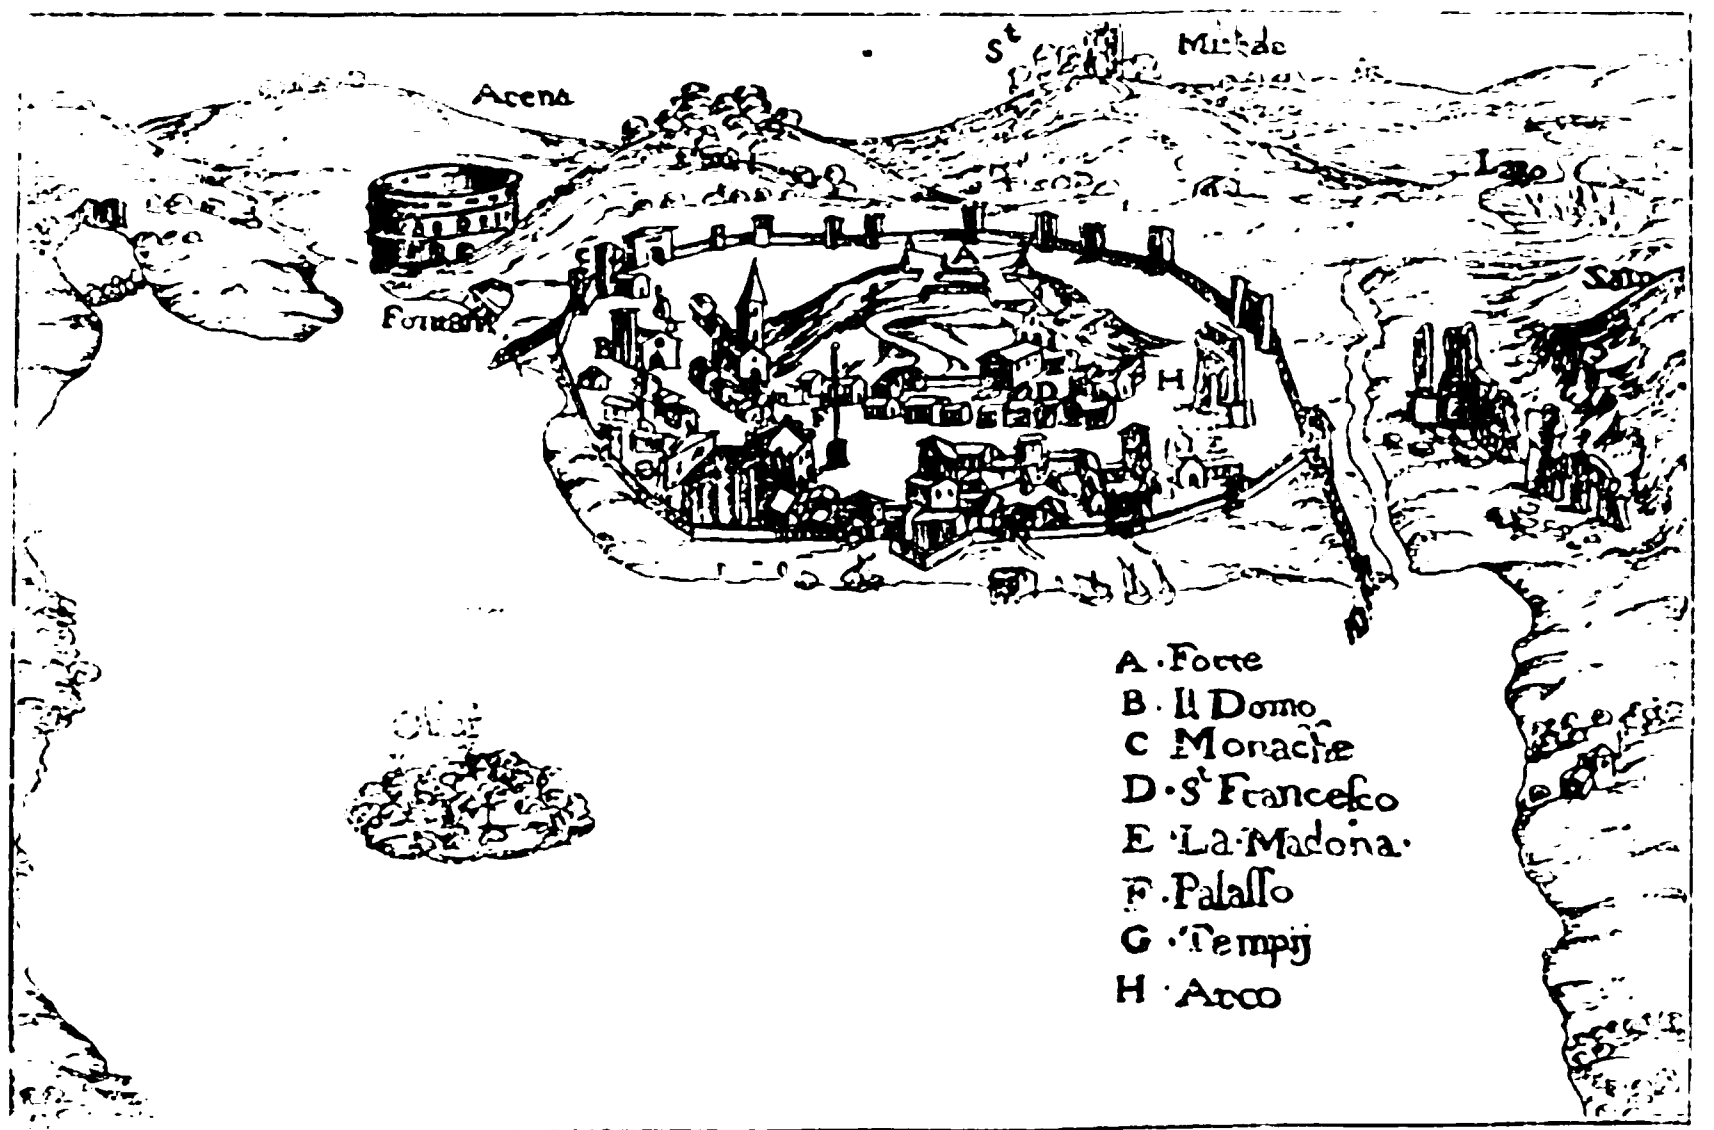 St
Arena
Lago
A
C
B
H
D
F
A · Forte
B · Il Domo
C Monache
D · St Franceſco
E · La · Madona ·
F · Palaſſo
G · Tempij
H · Arco